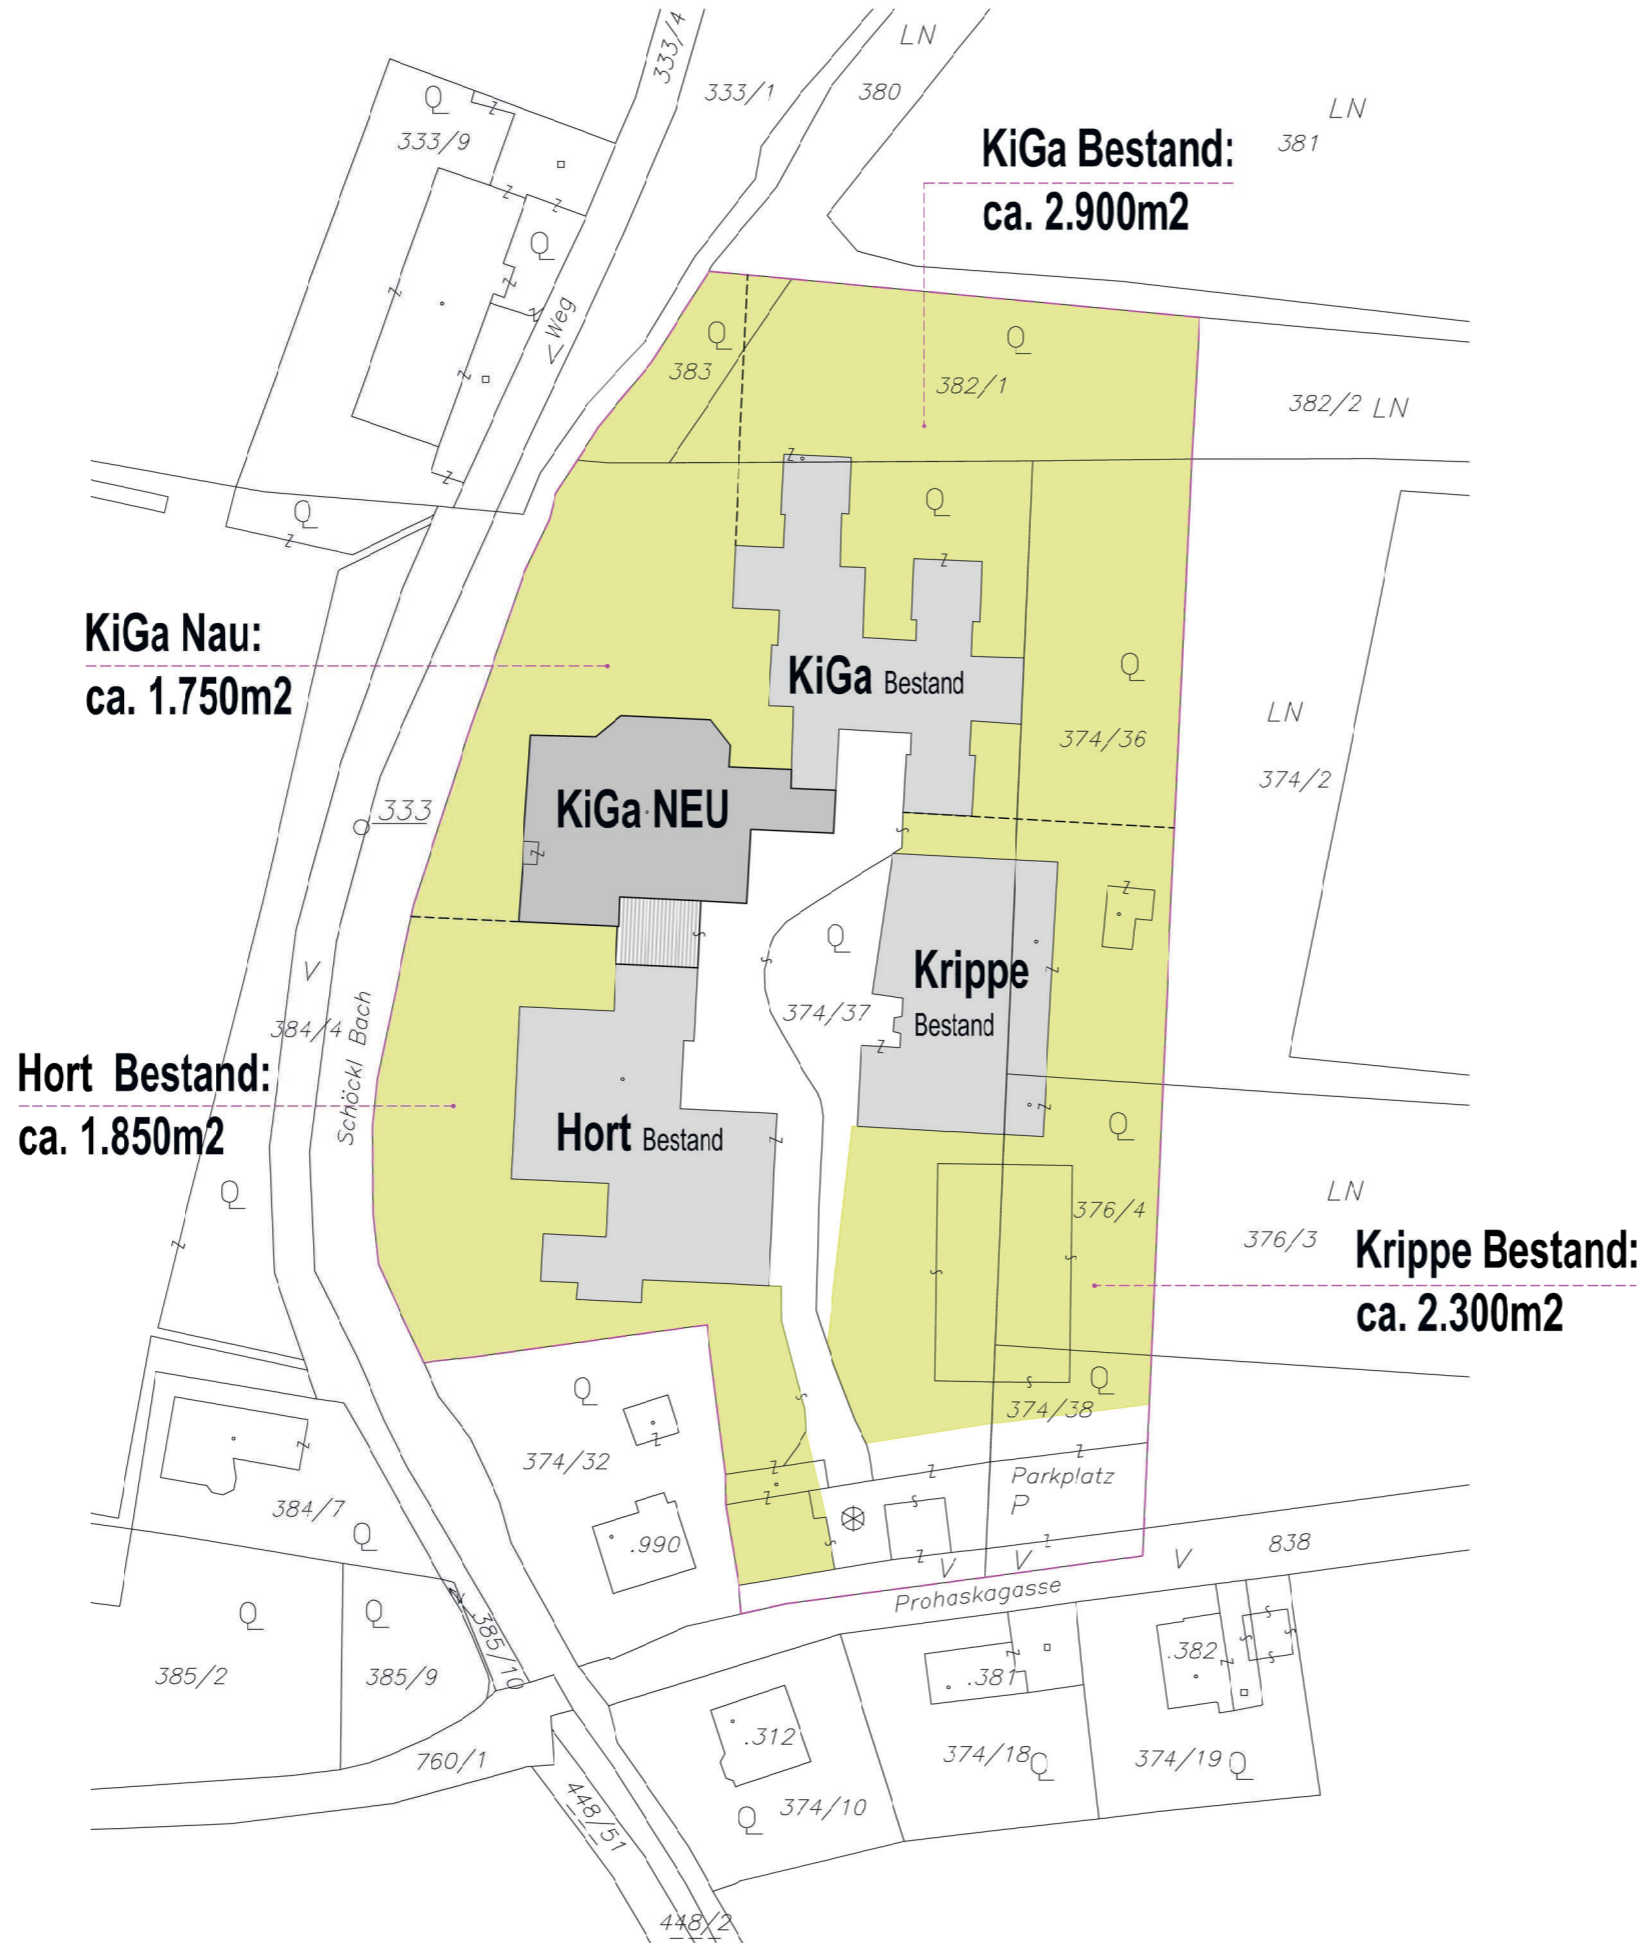 333/4
LN
333/1
380
LN
381
333/9
KiGa Bestand:
ca. 2.900m2
<Weg
383
382/1
382/2 LN
KiGa Nau:
ca. 1.750m2
KiGa Bestand
374/36
LN
374/2
KiGa NEU
333
Krippe
Bestand
374/37
V
384/4
Schöckl Bach
Hort Bestand:
ca. 1.850m2
Hort Bestand
376/4
LN
376/3
Krippe Bestand:
ca. 2.300m2
374/38
374/32
Parkplatz
P
384/7
.990
V
V
V
838
Prohaskagasse
385/10
385/2
385/9
.381
.382
.312
760/1
374/18
374/19
374/10
448/51
448/2